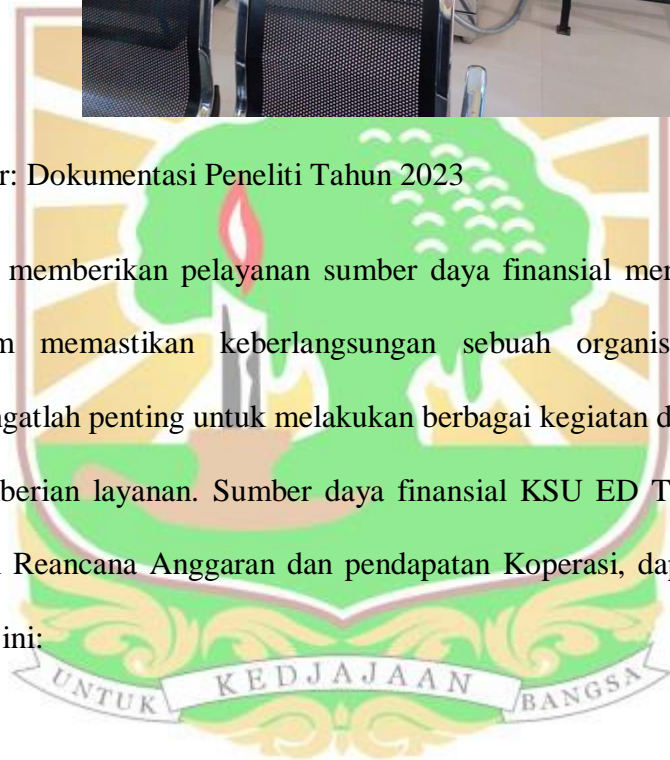 r: Dokumentasi Peneliti Tahun 2023
memberikan pelayanan sumber daya finansial mer
m memastikan keberlangsungan sebuah organis
ngatlah penting untuk melakukan berbagai kegiatan d
berian layanan. Sumber daya finansial KSU ED T
Reancana Anggaran dan pendapatan Koperasi, da
ini:
UNTUK KEDJAJAAN BANGSA